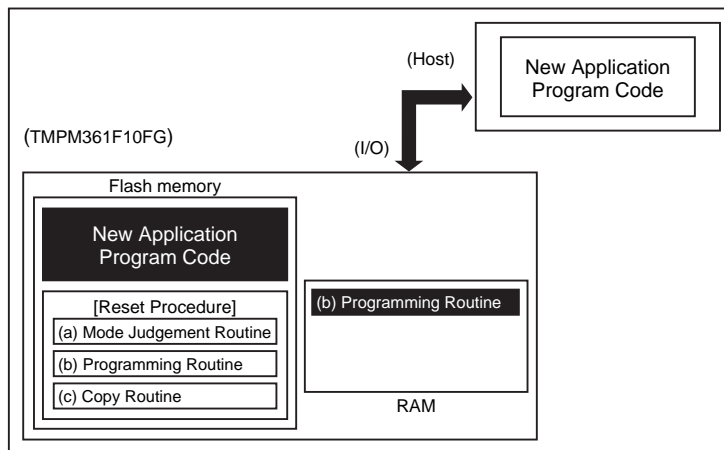 (Host)
New Application
Program Code
(TMPM361F10FG)
(I/O)
Flash memory
New Application
Program Code
[Reset Procedure]
(a) Mode Judgement Routine
(b) Programming Routine
(c) Copy Routine
(b) Programming Routine
RAM